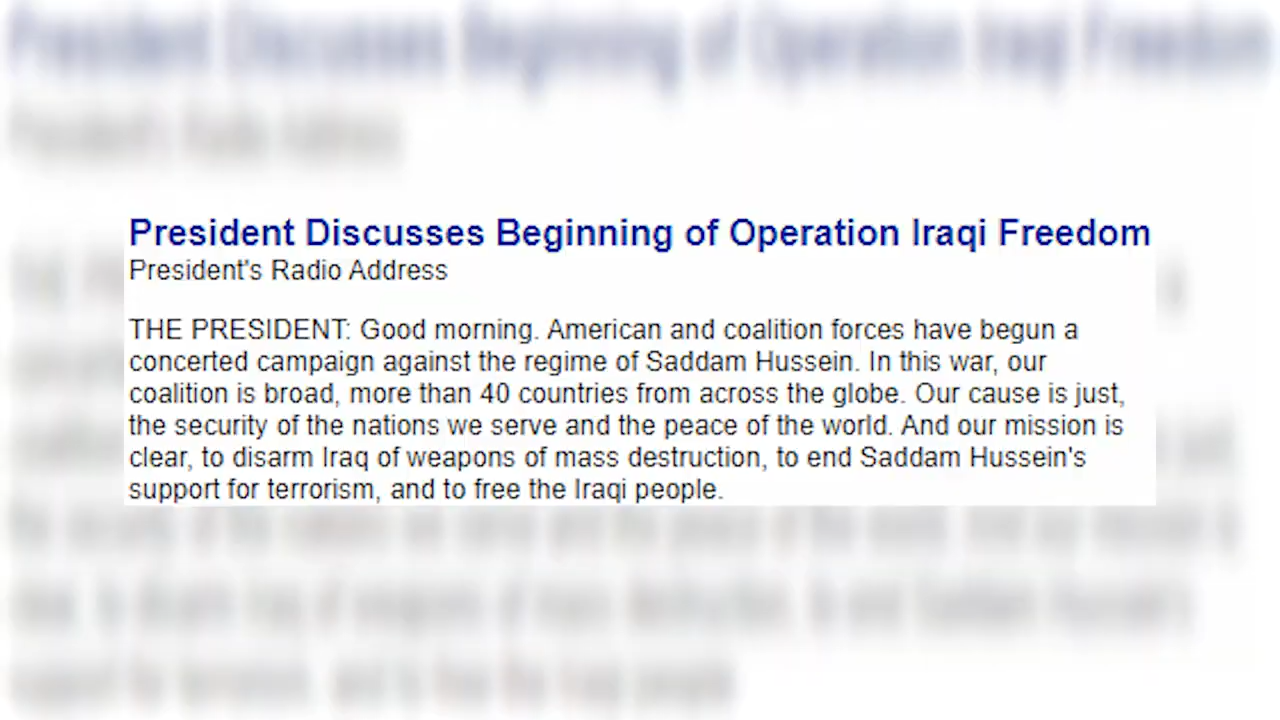 President Discusses Beginning of Operation Iraqi Freedom
President's Radio Address
THE PRESIDENT: Good morning. American and coalition forces have begun a
concerted campaign against the regime of Saddam Hussein. In this war, our
coalition is broad, more than 40 countries from across the globe. Our cause is just,
the security of the nations we serve and the peace of the world. And our mission is
clear, to disarm Iraq of weapons of mass destruction, to end Saddam Hussein's
support for terrorism, and to free the Iraqi people.